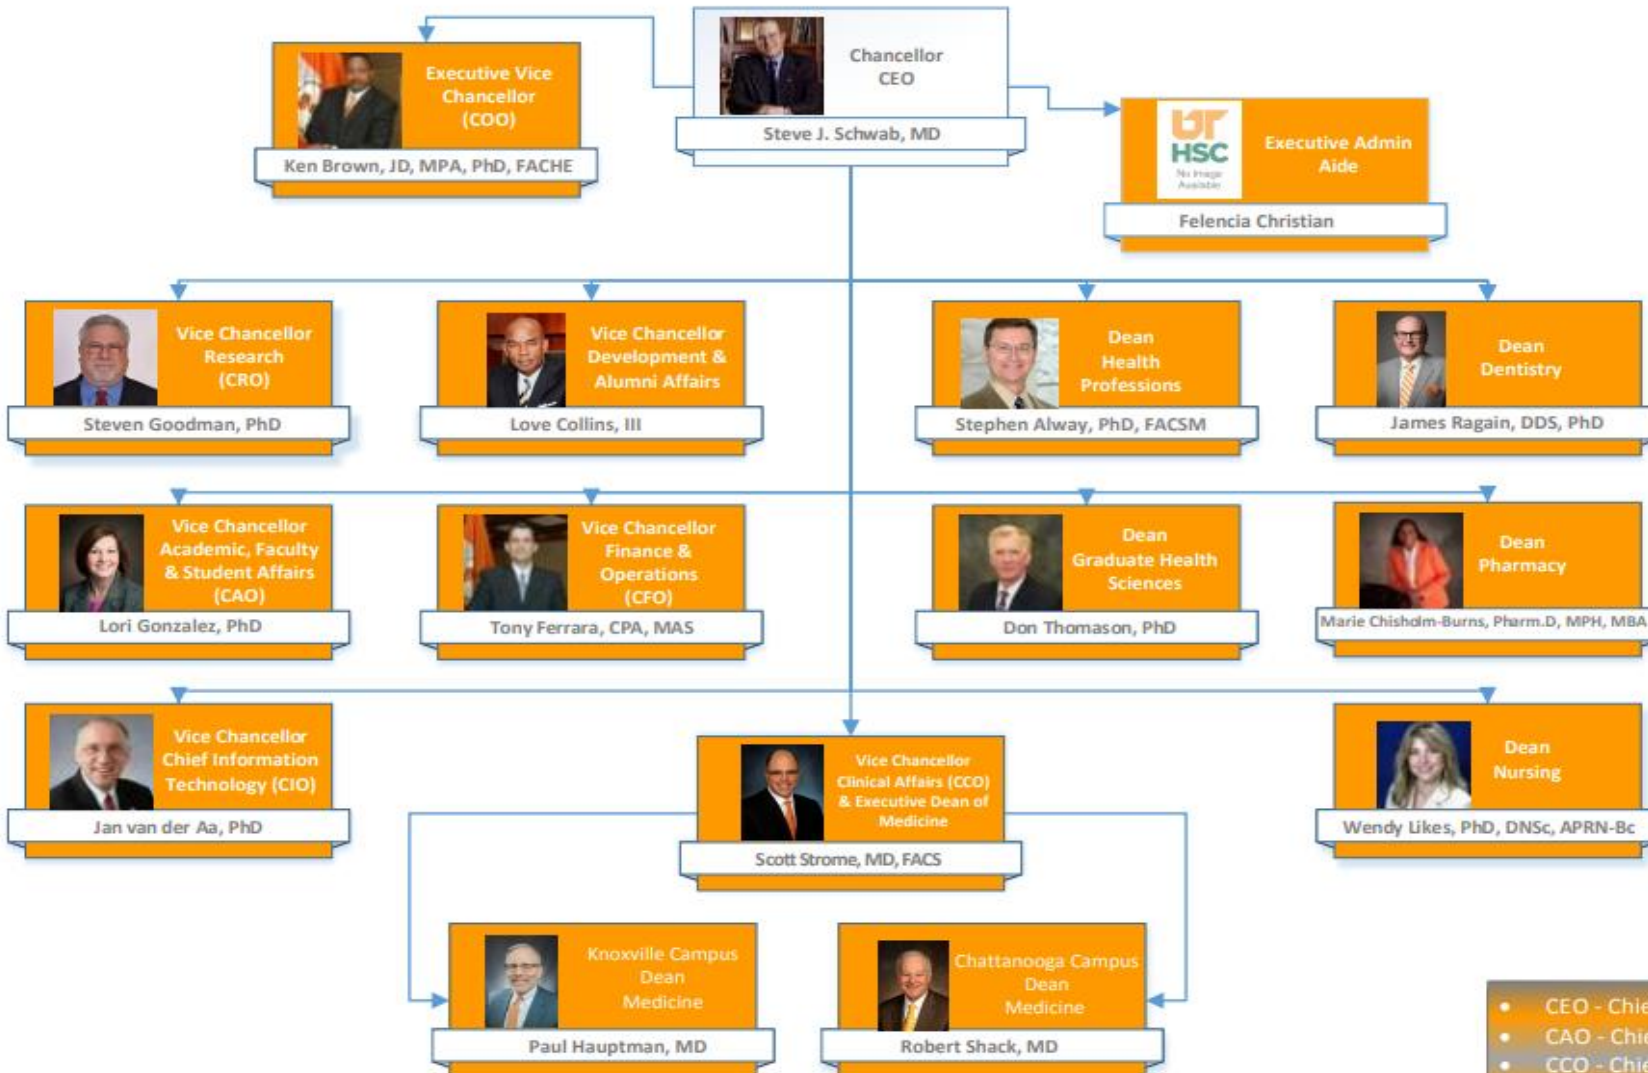 Chancellor
CEO
Steve J. Schwab, MD
Executive Vice
Chancellor
(COO)
Ken Brown, JD, MPA, PhD, FACHE
UT
HSC
No Image
Available
Executive Admin
Aide
Felencia Christian
Vice Chancellor
Research
(CRO)
Steven Goodman, PhD
Vice Chancellor
Development &
Alumni Affairs
Love Collins, III
Dean
Health
Professions
Stephen Alway, PhD, FACSM
Dean
Dentistry
James Ragain, DDS, PhD
Vice Chancellor
Academic, Faculty
& Student Affairs
(CAO)
Lori Gonzalez, PhD
Vice Chancellor
Finance &
Operations
(CFO)
Tony Ferrara, CPA, MAS
Dean
Graduate Health
Sciences
Don Thomason, PhD
Dean
Pharmacy
Marie Chisholm-Burns, Pharm.D, MPH, MBA
Vice Chancellor
Chief Information
Technology (CIO)
Jan van der Aa, PhD
Vice Chancellor
Clinical Affairs (CCO)
& Executive Dean of
Medicine
Scott Strome, MD, FACS
Dean
Nursing
Wendy Likes, PhD, DNSc, APRN-Bc
Knoxville Campus
Dean
Medicine
Paul Hauptman, MD
Chattanooga Campus
Dean
Medicine
Robert Shack, MD
• CEO - Chie
• CAO - Chie
• CCO - Chie